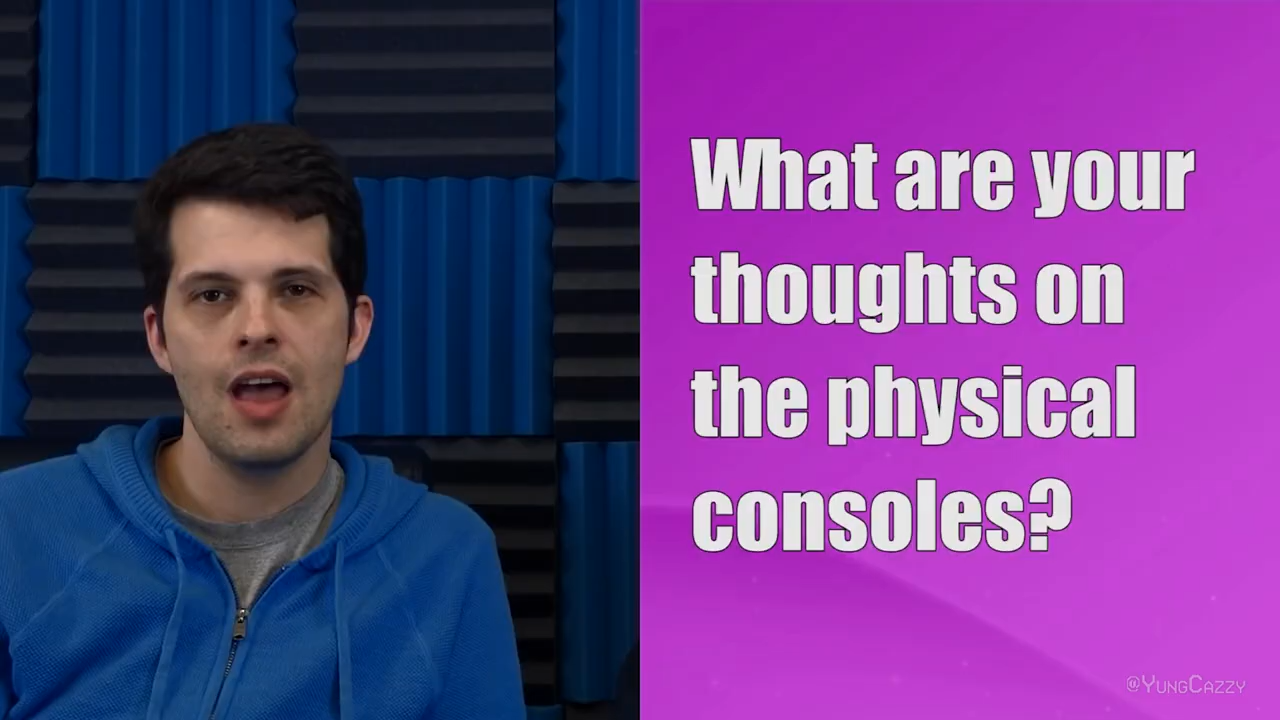 What are your
thoughts on
the physical
consoles?
@YungCazzy